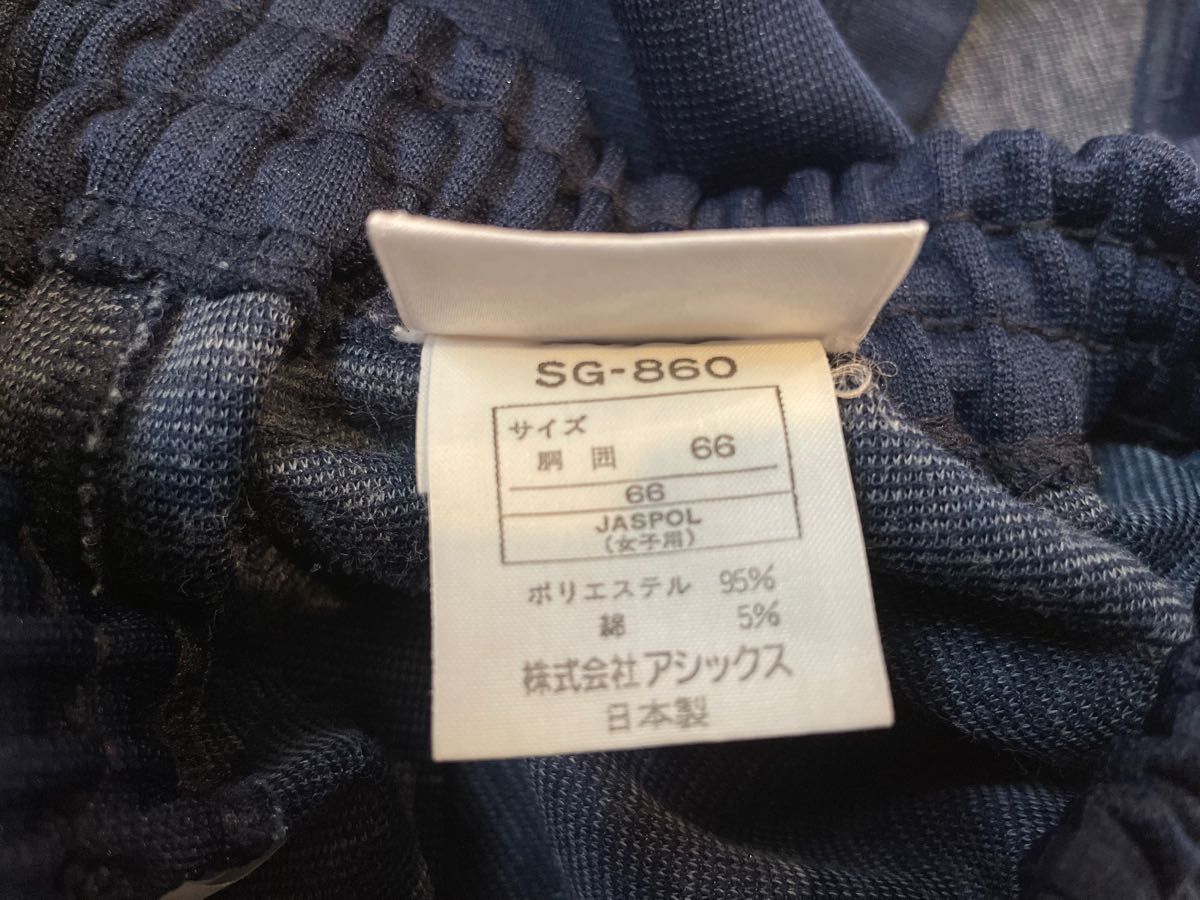 SG-860
サイズ
胴囲 66
66
JASPOL
(女子用)
ポリエステル 95%
綿 5%
株式会社アシックス
日本製